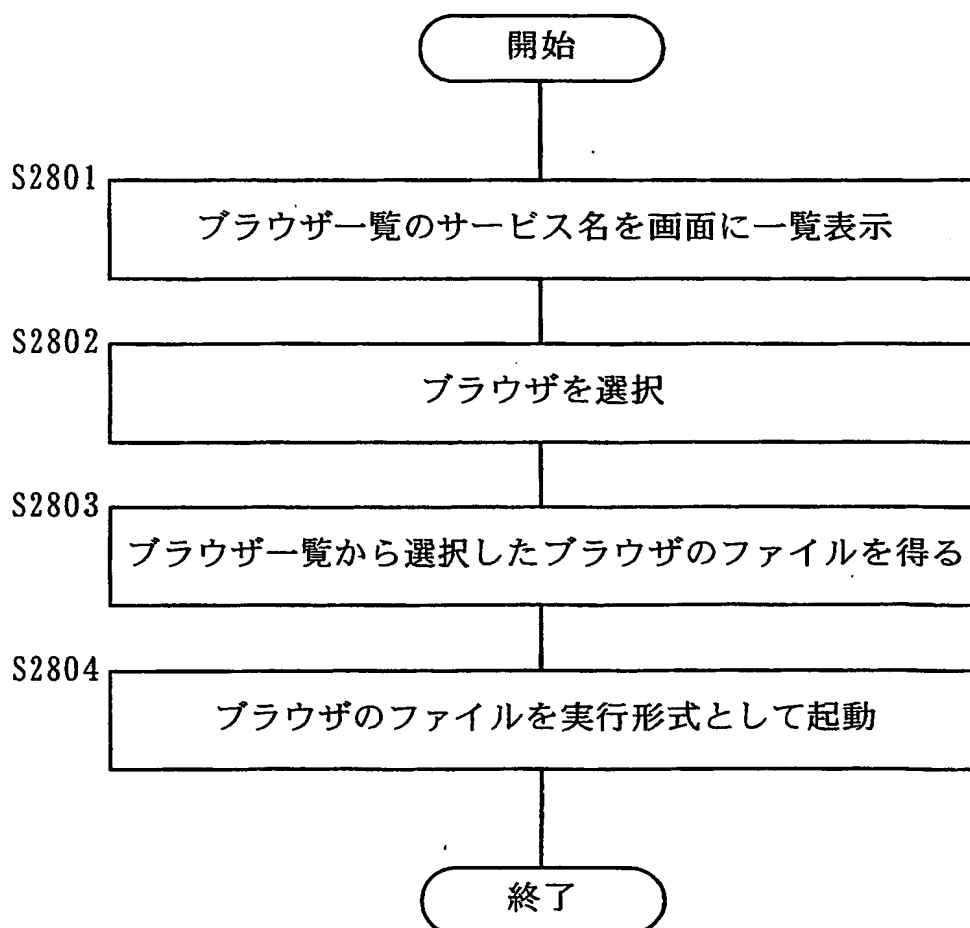 開始
S2801
ブラウザ一覧のサービス名を画面に一覧表示
S2802
ブラウザを選択
S2803
ブラウザ一覧から選択したブラウザのファイルを得る
S2804
ブラウザのファイルを実行形式として起動
終了